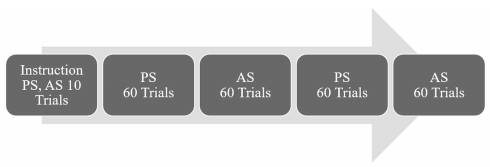 Instruction
PS, AS 10
Trials
PS
60 Trials
AS
60 Trials
PS
60 Trials
AS
60 Trials